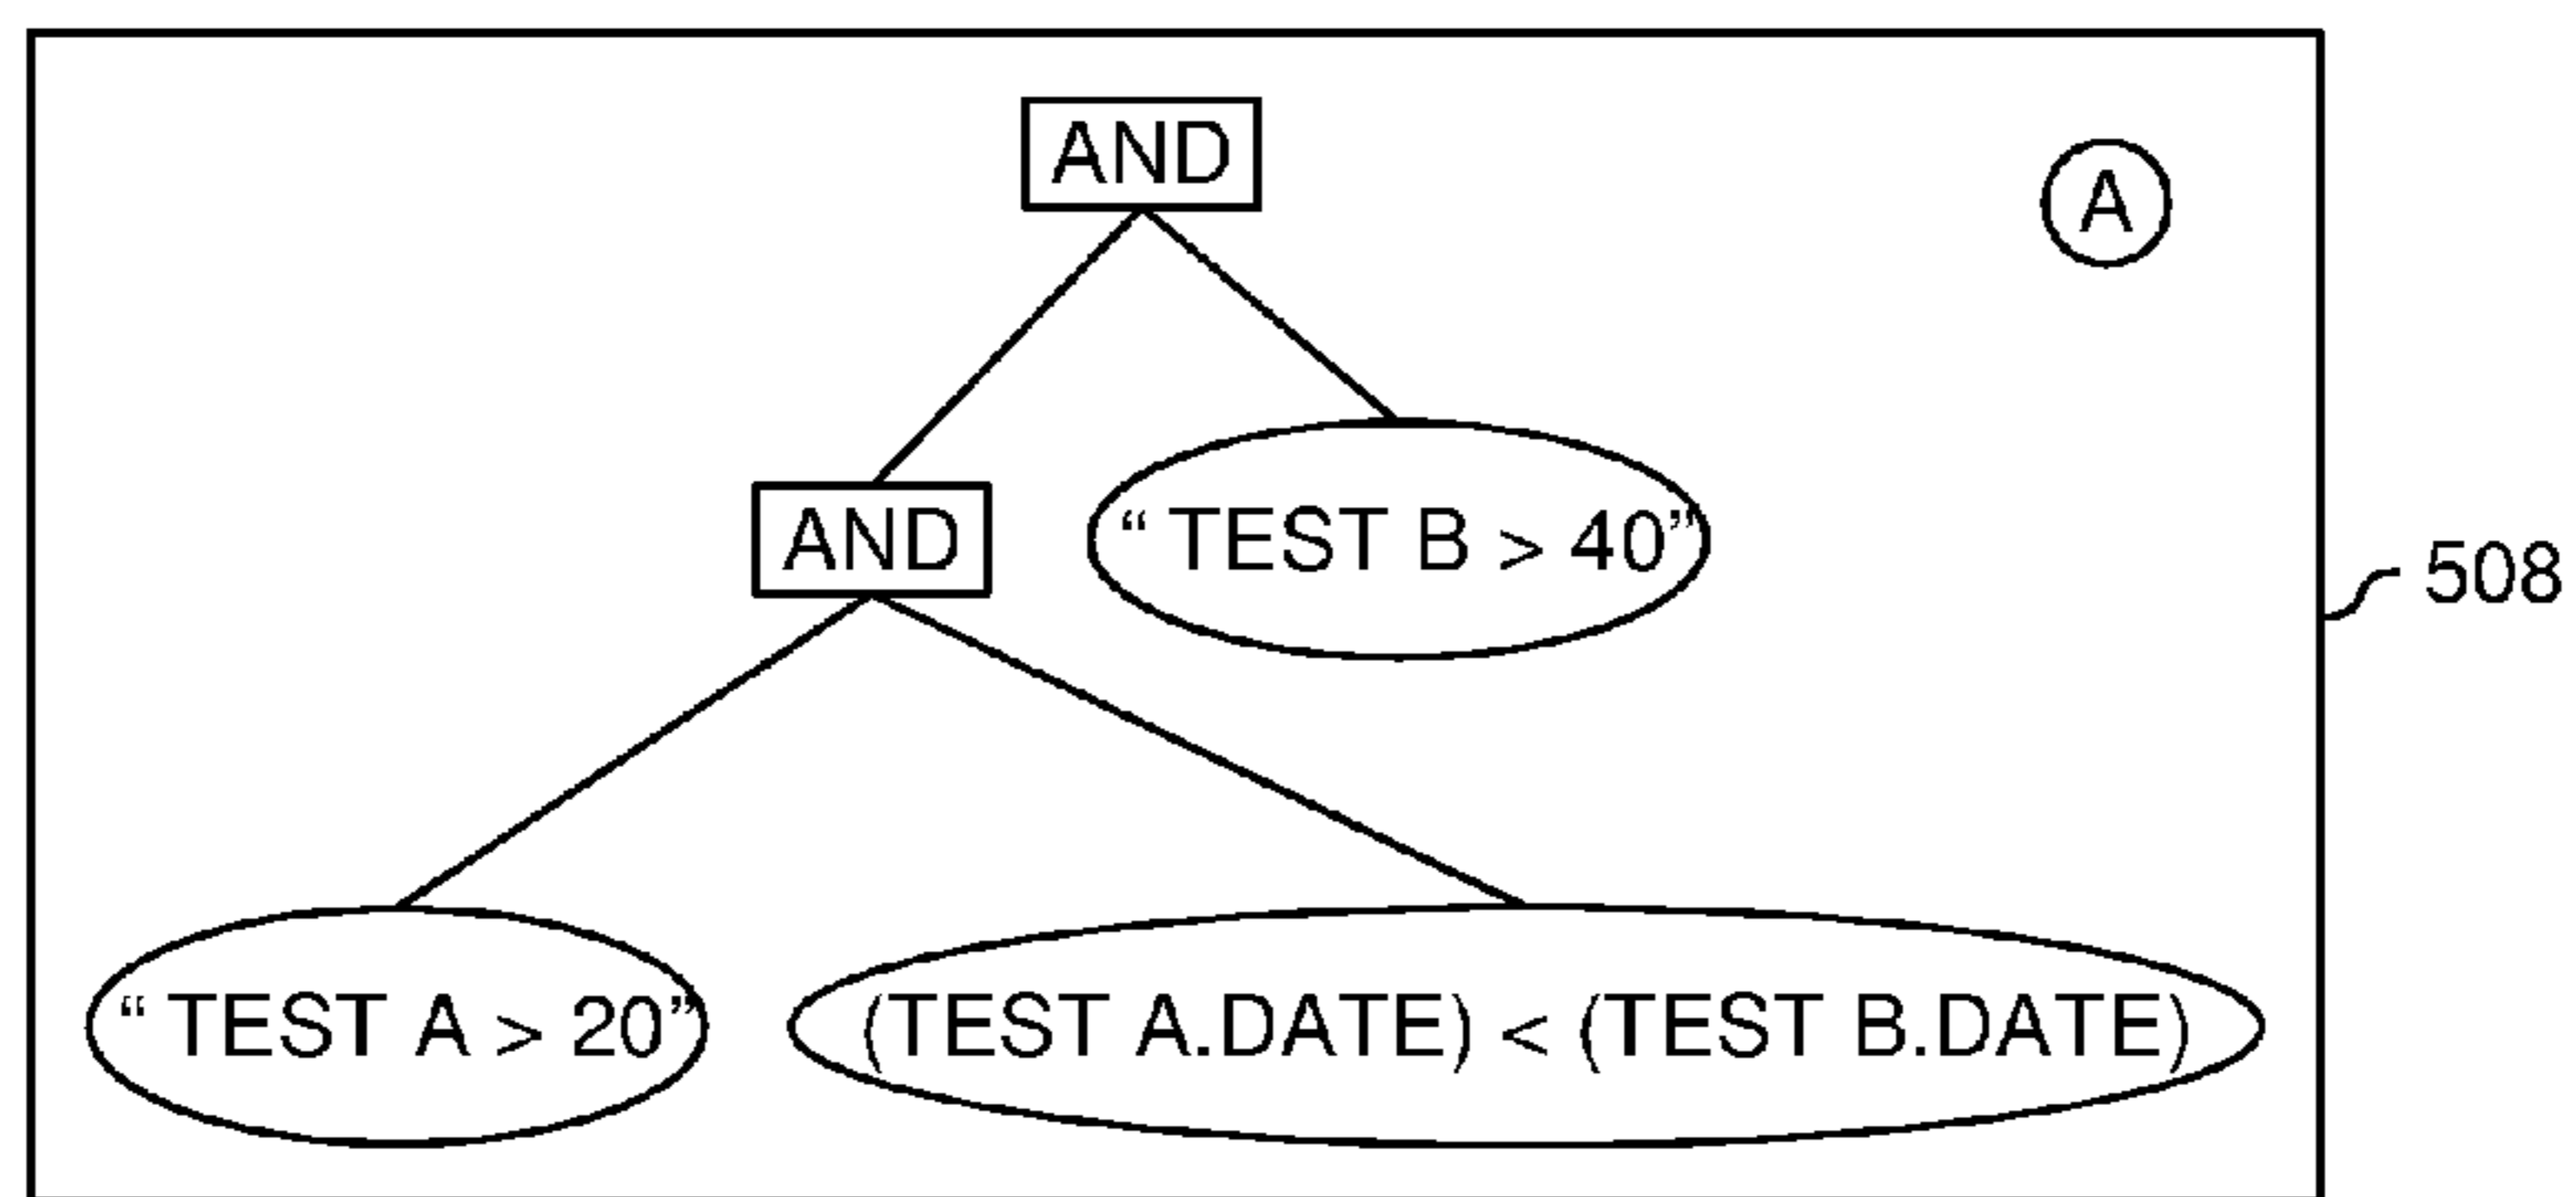 AND
A
AND
“ TEST B > 40”
508
“ TEST A > 20”
(TEST A.DATE) < (TEST B.DATE)